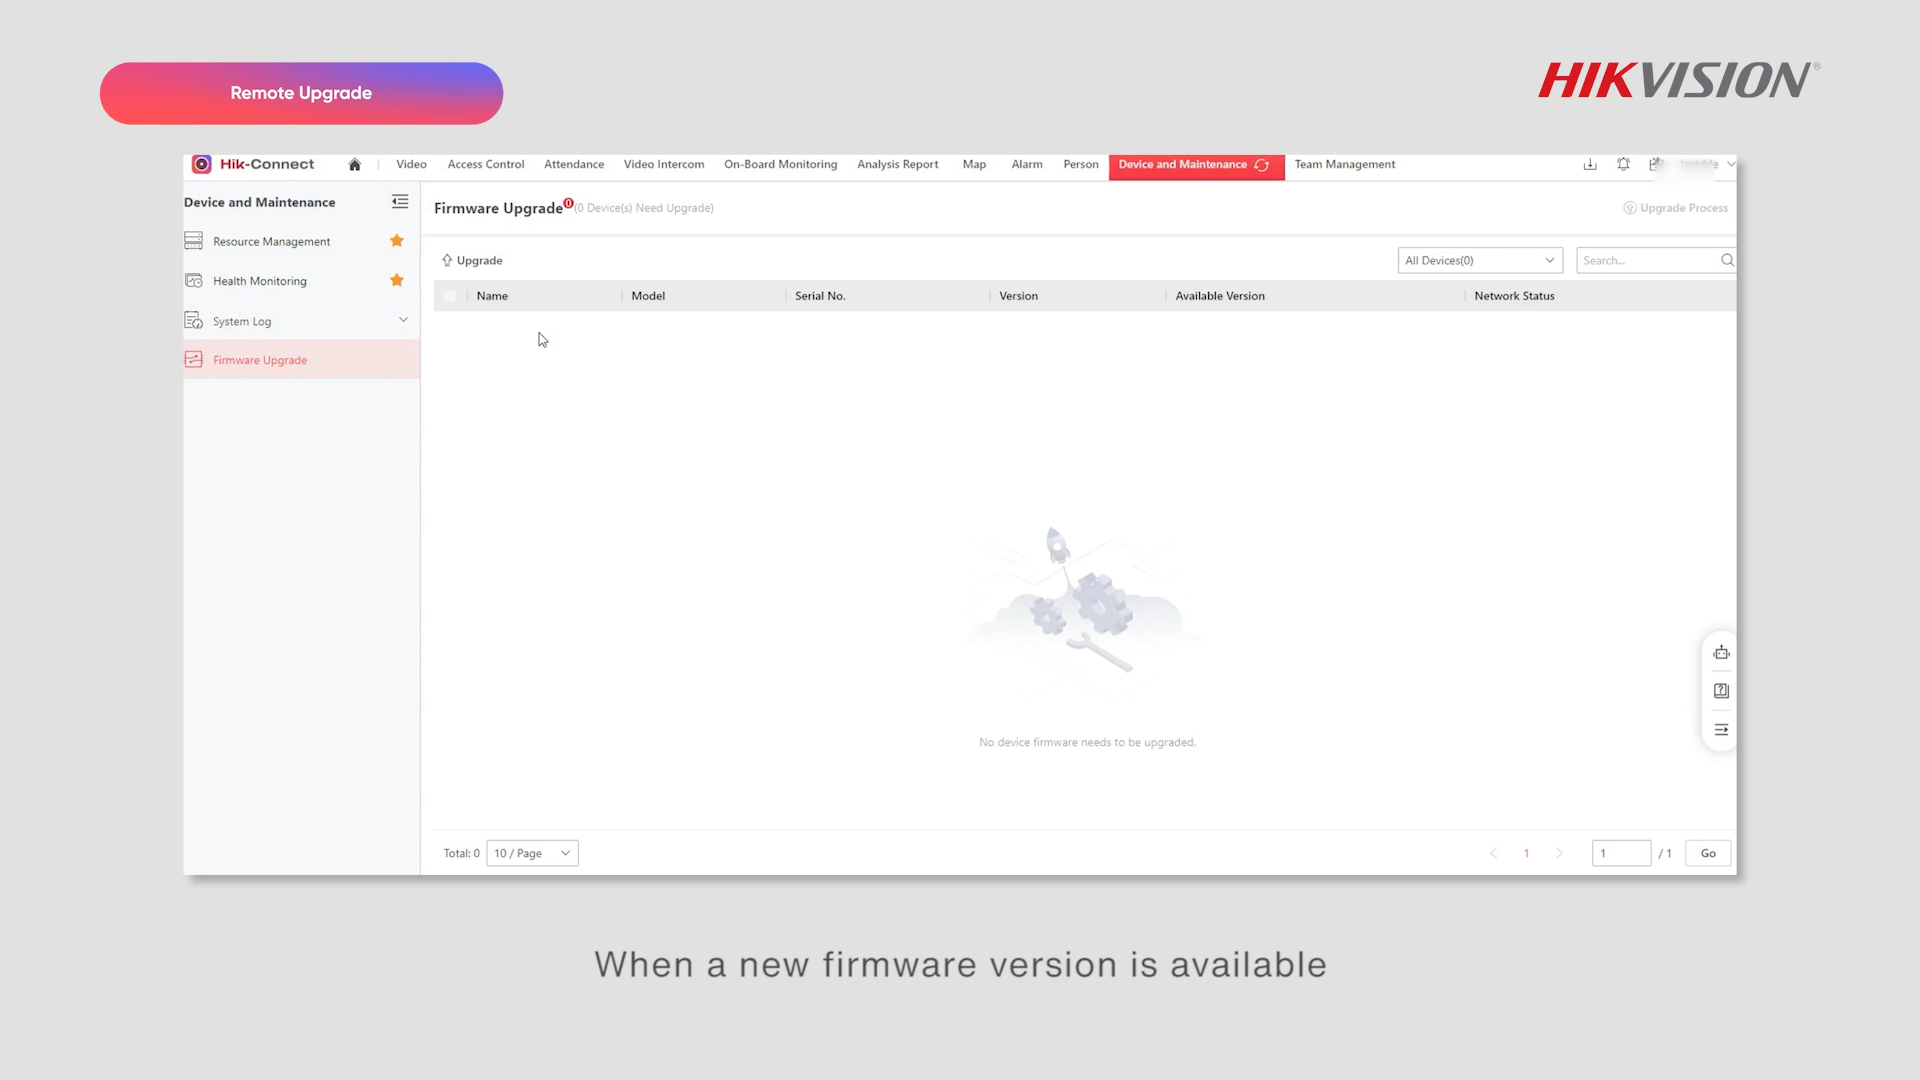 Remote Upgrade
HIKVISION®
Hik-Connect
Video
Access Control
Attendance
Video Intercom
On-Board Monitoring
Analysis Report
Map
Alarm
Person
Device and Maintenance
Team Management
Device and Maintenance
Resource Management
Health Monitoring
System Log
Firmware Upgrade
Firmware Upgrade 0 (0 Device(s) Need Upgrade)
Upgrade Process
Upgrade
All Devices(0)
Search...
Name
Model
Serial No.
Version
Available Version
Network Status
No device firmware needs to be upgraded.
Total: 0
10 / Page
1
1
/ 1
Go
When a new firmware version is available